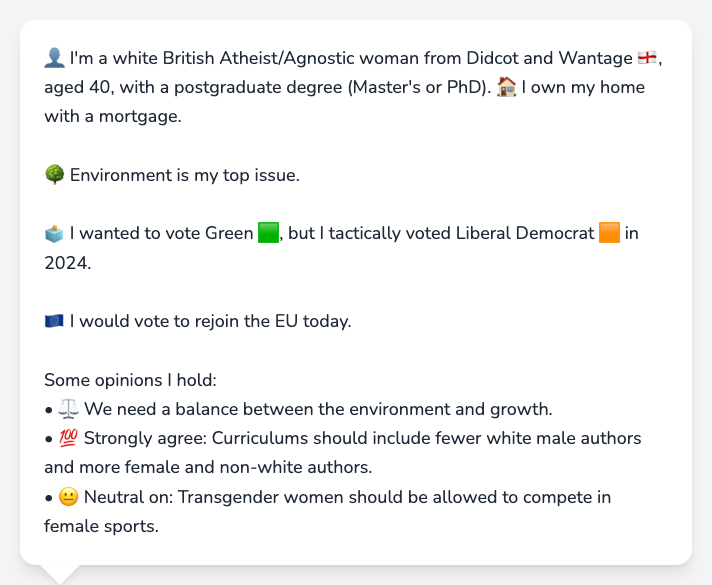 👤 I'm a white British Atheist/Agnostic woman from Didcot and Wantage 🏴󠁧󠁢󠁥󠁮󠁧󠁿,
aged 40, with a postgraduate degree (Master's or PhD). 🏠 I own my home
with a mortgage.
🌳 Environment is my top issue.
🗳️ I wanted to vote Green 🟩, but I tactically voted Liberal Democrat 🟧 in
2024.
🇪🇺 I would vote to rejoin the EU today.
Some opinions I hold:
• ⚖️ We need a balance between the environment and growth.
• 💯 Strongly agree: Curriculums should include fewer white male authors
and more female and non-white authors.
• 😐 Neutral on: Transgender women should be allowed to compete in
female sports.